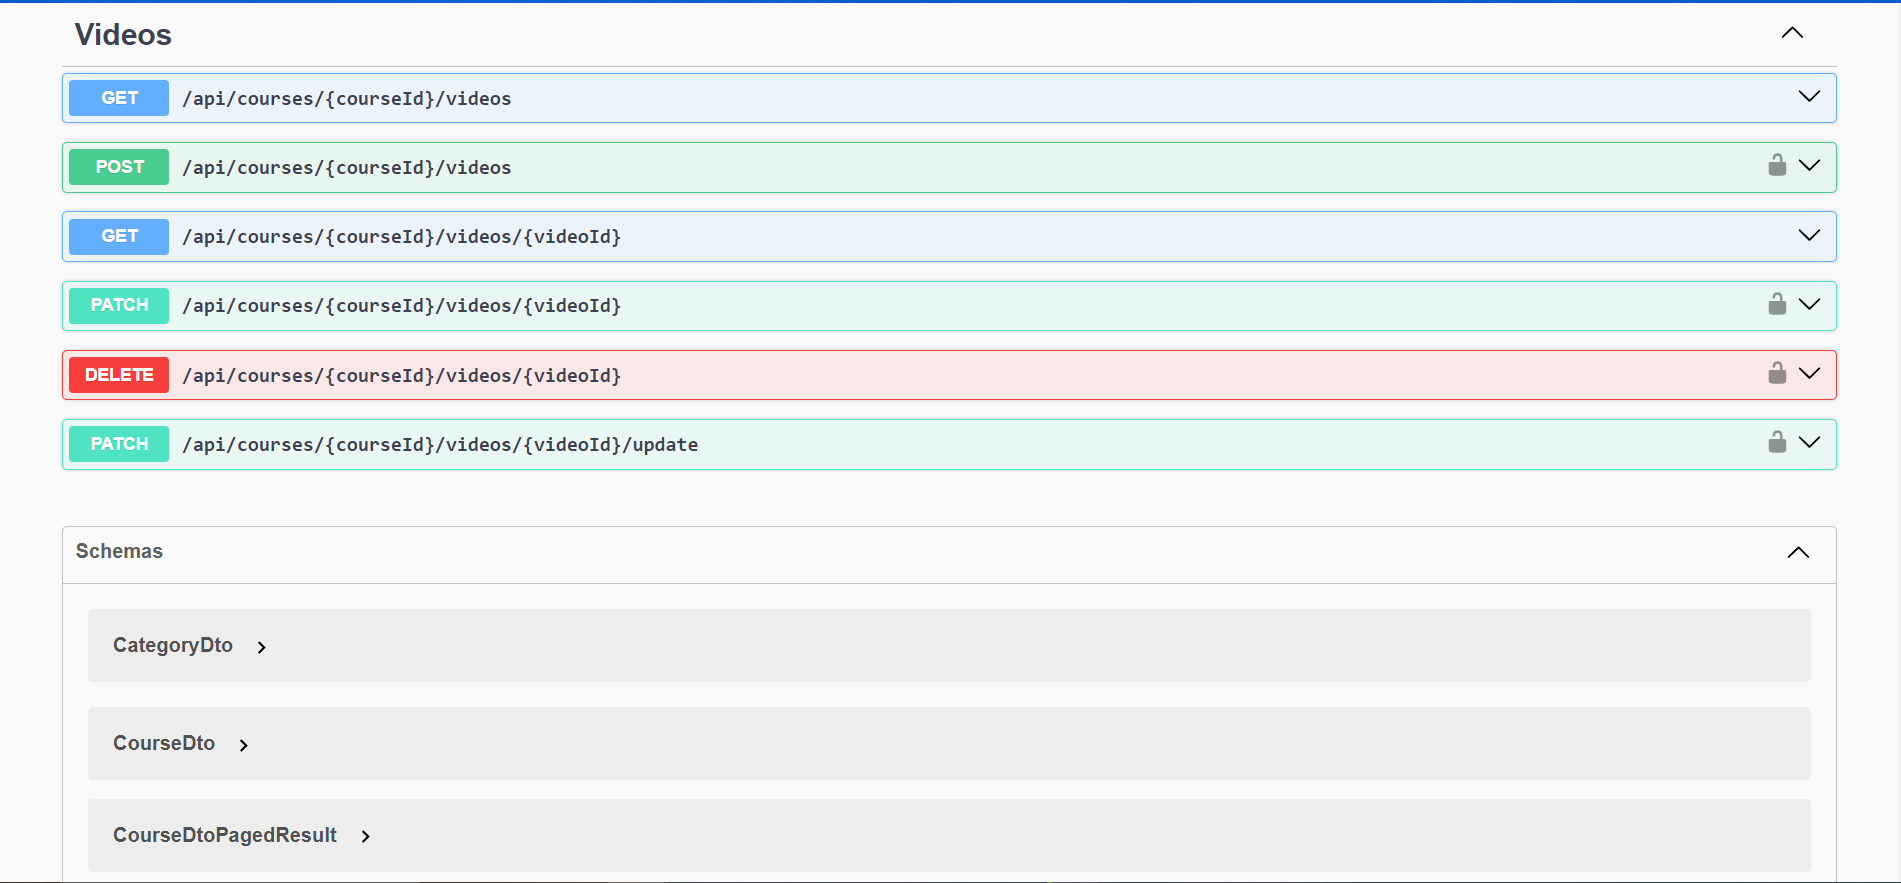 Videos
GET /api/courses/{courseId}/videos
POST /api/courses/{courseId}/videos
GET /api/courses/{courseId}/videos/{videoId}
PATCH /api/courses/{courseId}/videos/{videoId}
DELETE /api/courses/{courseId}/videos/{videoId}
PATCH /api/courses/{courseId}/videos/{videoId}/update
Schemas
CategoryDto
CourseDto
CourseDtoPagedResult